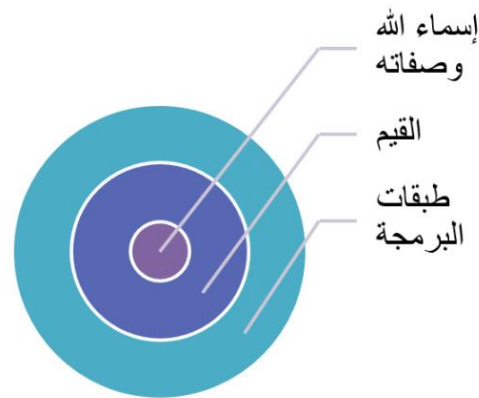 إسماء الله
وصفاته
القيم
طبقات
البرمجة